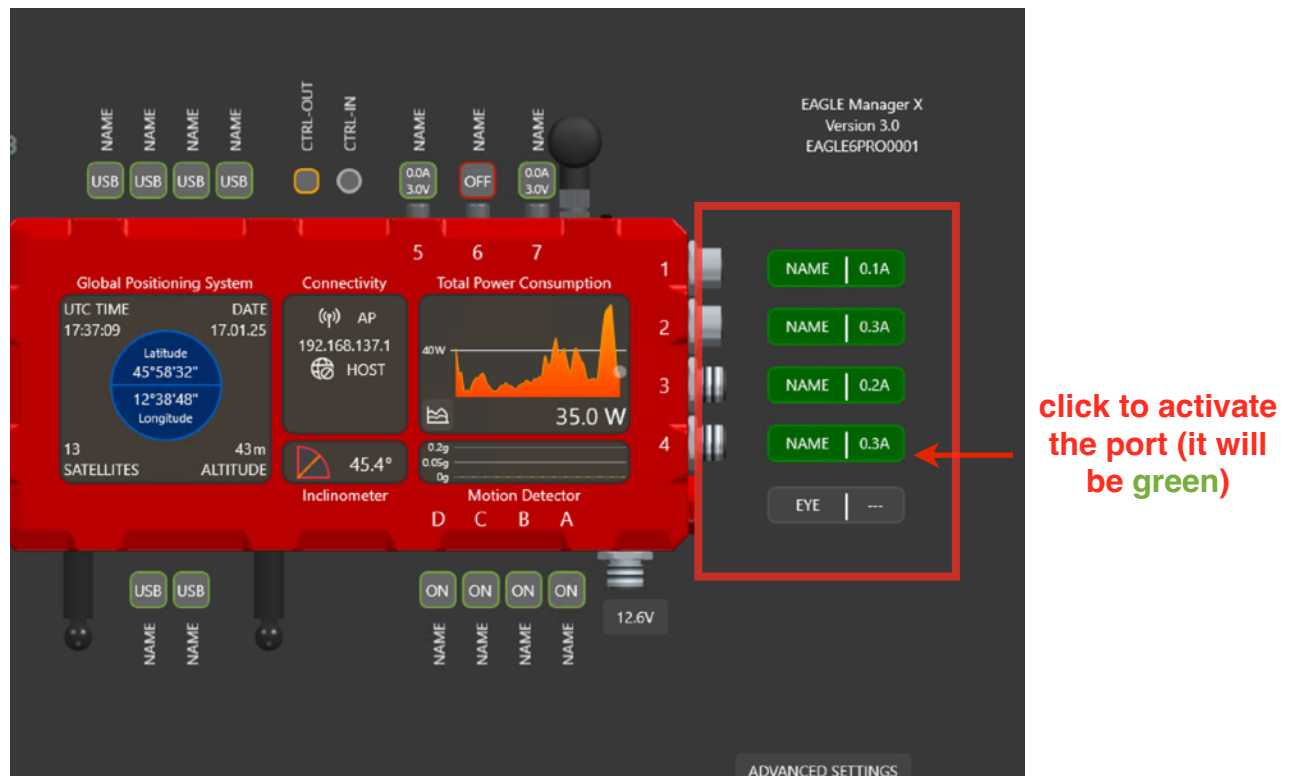 EAGLE Manager X
Version 3.0
EAGLE6PRO0001
NAME NAME NAME NAME CTRL-OUT CTRL-IN NAME NAME NAME
USB USB USB USB
0.0A
3.0V
OFF
0.0A
3.0V
5 6 7
Global Positioning System
UTC TIME DATE
17:37:09 17.01.25
Latitude
45°58'32"
12°38'48"
Longitude
13 43m
SATELLITES ALTITUDE
Connectivity
AP
192.168.137.1
HOST
45.4°
Inclinometer
Total Power Consumption
40W
35.0 W
0.2g
0.05g
0g
Motion Detector
D C B A
1
2
3
4
NAME 0.1A
NAME 0.3A
NAME 0.2A
NAME 0.3A
EYE ---
click to activate
the port (it will
be green)
USB USB
NAME NAME
ON ON ON ON
NAME NAME NAME NAME
12.6V
ADVANCED SETTINGS